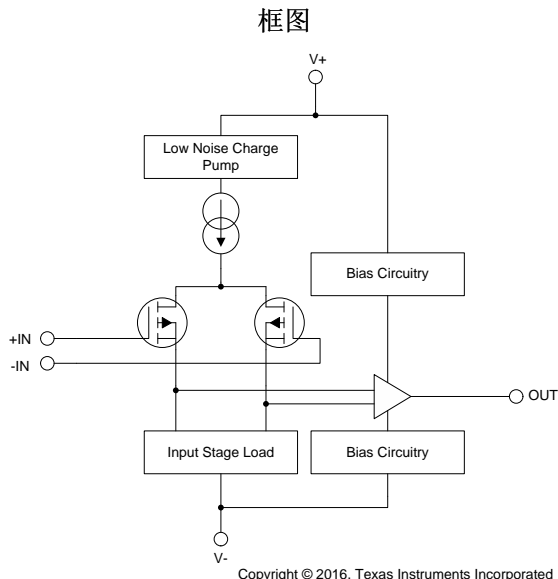 框图
V+
Low Noise Charge
Pump
Bias Circuitry
+IN
-IN
OUT
Input Stage Load
Bias Circuitry
V-
Copyright © 2016, Texas Instruments Incorporated